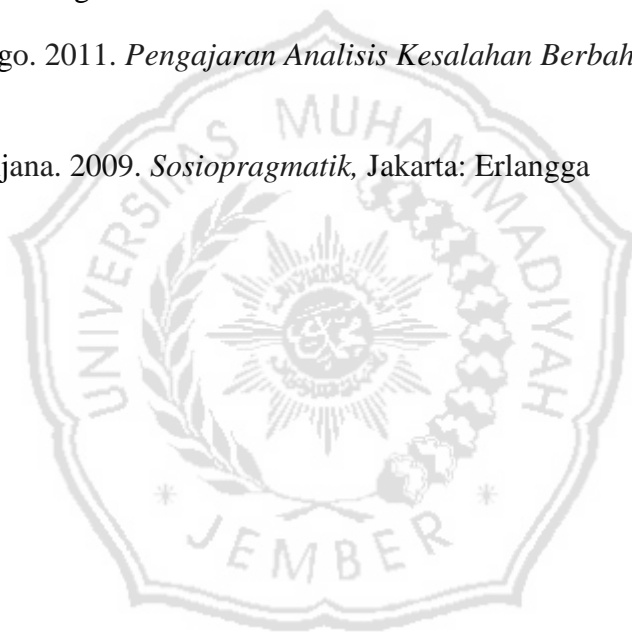 go. 2011. Pengajaran Analisis Kesalahan Berbah
jana. 2009. Sosiopragmatik, Jakarta: Erlangga
UNIVERSITAS MUHAMMADIYAH
JEMBER